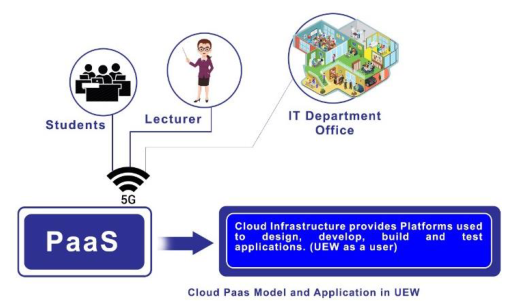 Students
Lecturer
IT Department
Office
5G
PaaS
Cloud Infrastructure provides Platforms used
to design, develop, build and test
applications. (UEW as a user)
Cloud Paas Model and Application in UEW